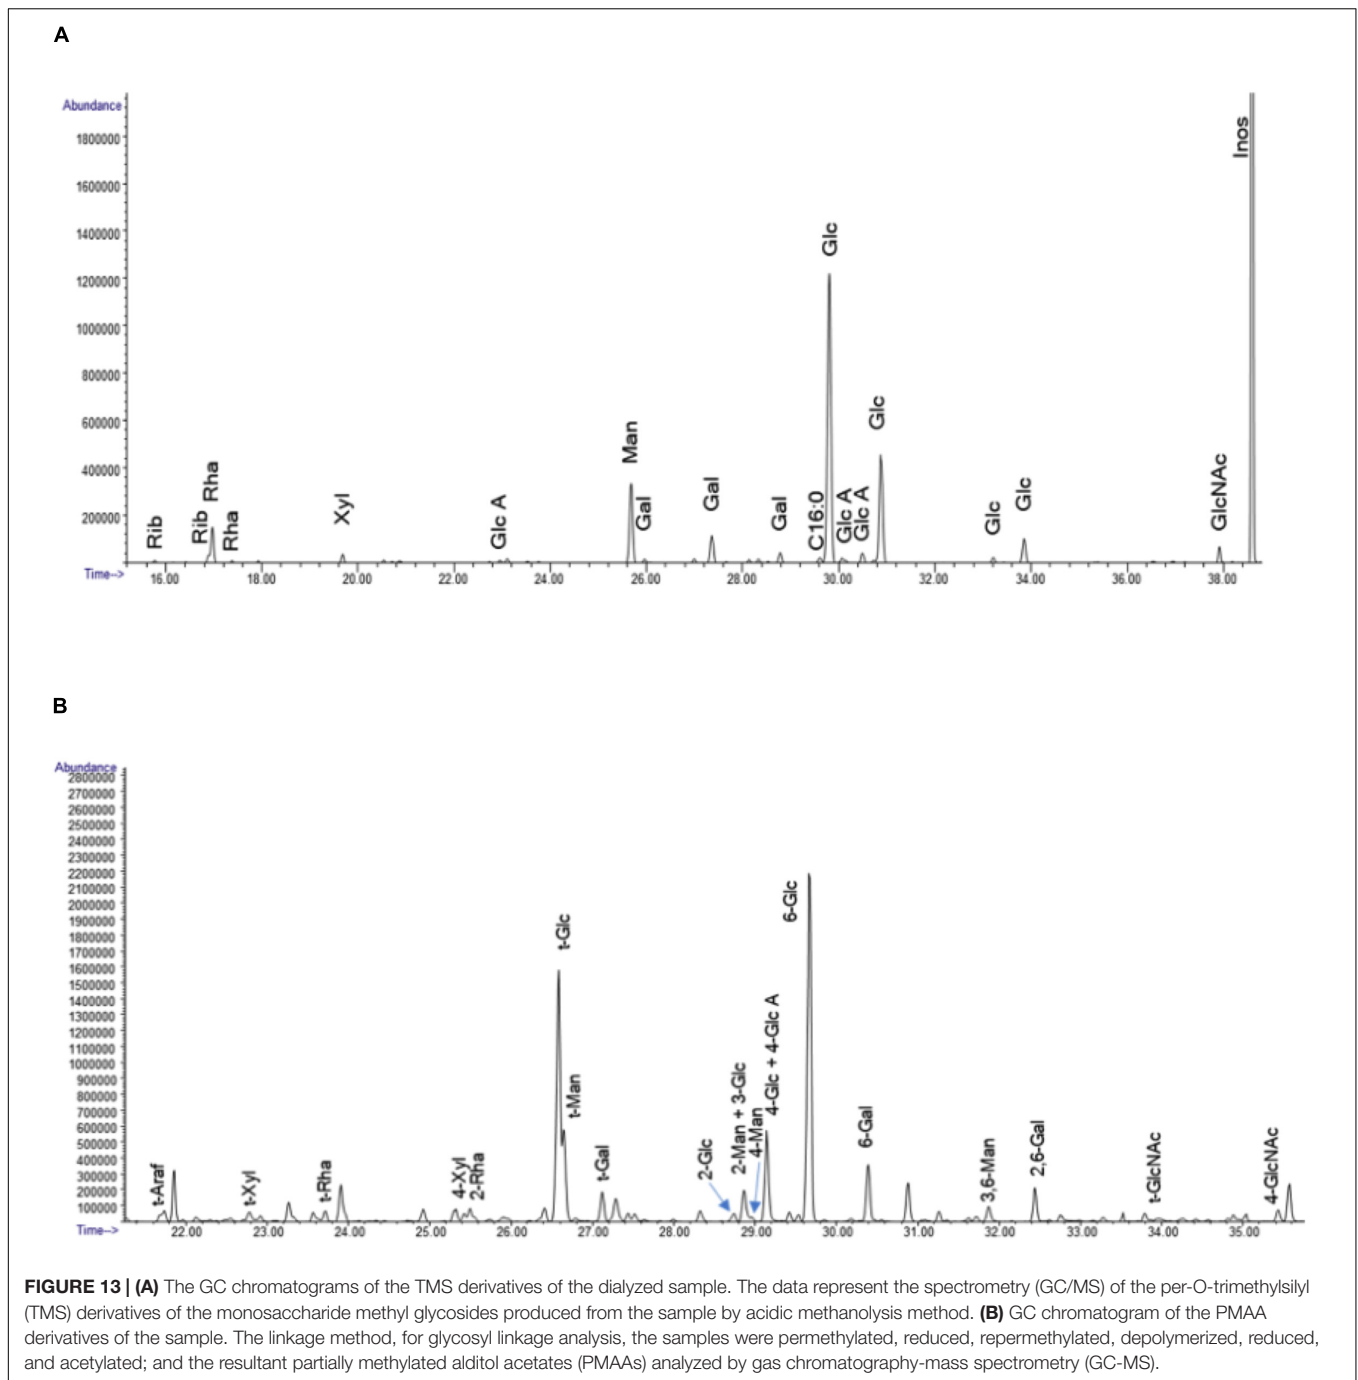 A
Abundance
1800000
1600000
1400000
1200000
1000000
800000
600000
400000
200000
Time-->
16.00 18.00 20.00 22.00 24.00 26.00 28.00 30.00 32.00 34.00 36.00 38.00
Rib
Rib
Rha
Rha
Xyl
Glc A
Man
Gal
Gal
Gal
C16:0
Glc
Glc A
Glc A
Glc
Glc
Glc
GlcNAc
Inos
B
Abundance
2800000
2700000
2600000
2500000
2400000
2300000
2200000
2100000
2000000
1900000
1800000
1700000
1600000
1500000
1400000
1300000
1200000
1100000
1000000
900000
800000
700000
600000
500000
400000
300000
200000
100000
Time-->
22.00 23.00 24.00 25.00 26.00 27.00 28.00 29.00 30.00 31.00 32.00 33.00 34.00 35.00
t-Araf
t-Xyl
t-Rha
4-Xyl
2-Rha
t-Glc
t-Man
t-Gal
2-Glc
2-Man + 3-Glc
4-Man
4-Glc + 4-Glc A
6-Glc
6-Gal
3,6-Man
2,6-Gal
t-GlcNAc
4-GlcNAc
FIGURE 13 | (A) The GC chromatograms of the TMS derivatives of the dialyzed sample. The data represent the spectrometry (GC/MS) of the per-O-trimethylsilyl
(TMS) derivatives of the monosaccharide methyl glycosides produced from the sample by acidic methanolysis method. (B) GC chromatogram of the PMAA
derivatives of the sample. The linkage method, for glycosyl linkage analysis, the samples were permethylated, reduced, repermethylated, depolymerized, reduced,
and acetylated; and the resultant partially methylated alditol acetates (PMAAs) analyzed by gas chromatography-mass spectrometry (GC-MS).